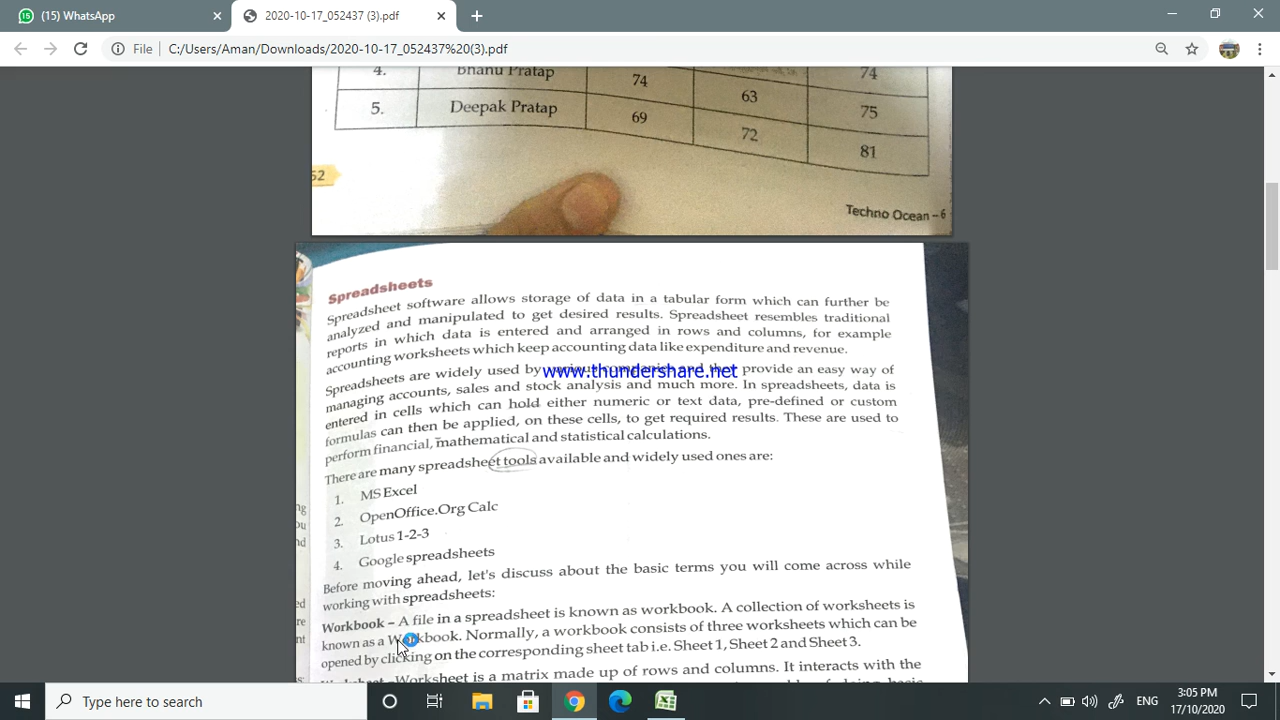 (15) WhatsApp
2020-10-17_052437 (3).pdf
File
C:/Users/Aman/Downloads/2020-10-17_052437%20(3).pdf
4. Bhanu Pratap 74 74
5. Deepak Pratap 69 63 75
72 81
52
Techno Ocean – 6
Spreadsheets
Spreadsheet software allows storage of data in a tabular form which can further be
analyzed and manipulated to get desired results. Spreadsheet resembles traditional
reports in which data is entered and arranged in rows and columns, for example
accounting worksheets which keep accounting data like expenditure and revenue.
Spreadsheets are widely used by various companies and they provide an easy way of
www.thundershare.net
managing accounts, sales and stock analysis and much more. In spreadsheets, data is
entered in cells which can hold either numeric or text data, pre-defined or custom
formulas can then be applied, on these cells, to get required results. These are used to
perform financial, mathematical and statistical calculations.
There are many spreadsheet tools available and widely used ones are:
1. MS Excel
2. OpenOffice.Org Calc
3. Lotus 1-2-3
4. Google spreadsheets
Before moving ahead, let's discuss about the basic terms you will come across while
working with spreadsheets:
Workbook – A file in a spreadsheet is known as workbook. A collection of worksheets is
known as a Workbook. Normally, a workbook consists of three worksheets which can be
opened by clicking on the corresponding sheet tab i.e. Sheet 1, Sheet 2 and Sheet 3.
Worksheet –Worksheet is a matrix made up of rows and columns. It interacts with the
Type here to search
ENG
3:05 PM
17/10/2020